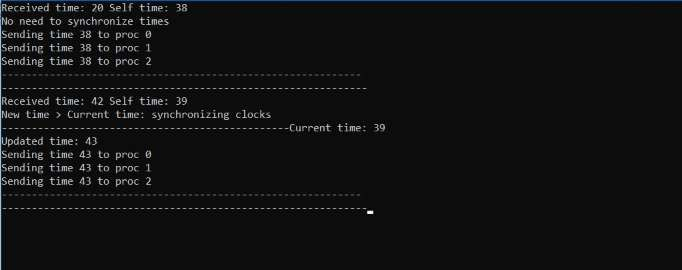 Received time: 20 Self time: 38
No need to synchronize times
Sending time 38 to proc 0
Sending time 38 to proc 1
Sending time 38 to proc 2
------------------------------------------------------------
-------------------------------------------------------------
Received time: 42 Self time: 39
New time > Current time: synchronizing clocks
------------------------------------------------Current time: 39
Updated time: 43
Sending time 43 to proc 0
Sending time 43 to proc 1
Sending time 43 to proc 2
------------------------------------------------------------
-------------------------------------------------------------